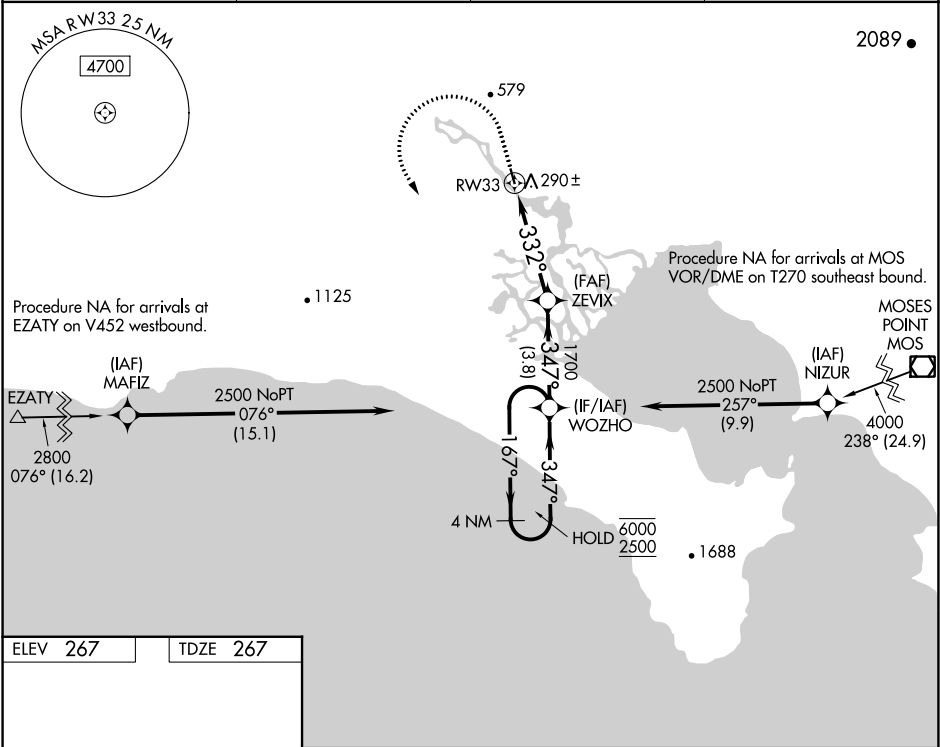 MSA RW33 25 NM
4700
2089
579
RW33
290±
332°
Procedure NA for arrivals at MOS
VOR/DME on T270 southeast bound.
(FAF)
ZEVIX
1125
Procedure NA for arrivals at
EZATY on V452 westbound.
MOSES
POINT
MOS
(IAF)
MAFIZ
(IAF)
NIZUR
347°
(3.8)
1700
EZATY
2500 NoPT
076°
(15.1)
2500 NoPT
257°
(9.9)
(IF/IAF)
WOZHO
4000
238° (24.9)
2800
076° (16.2)
167°
347°
4 NM
HOLD
6000
2500
1688
ELEV 267
TDZE 267